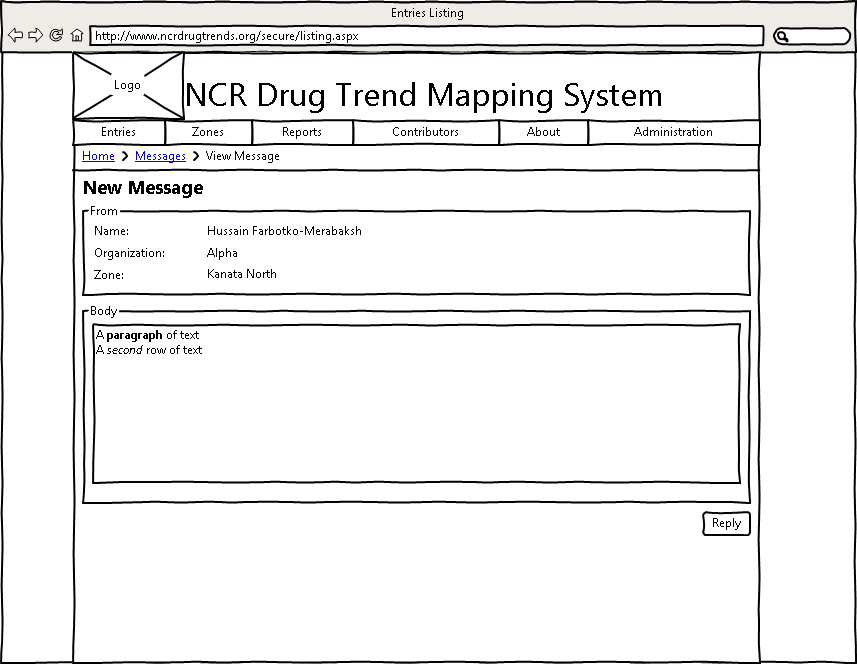 Entries Listing
http://www.ncrdrugtrends.org/secure/listing.aspx
Logo
NCR Drug Trend Mapping System
Entries Zones Reports Contributors About Administration
Home > Messages > View Message
New Message
From
Name: Hussain Farbotko-Merabaksh
Organization: Alpha
Zone: Kanata North
Body
A paragraph of text
A second row of text
Reply